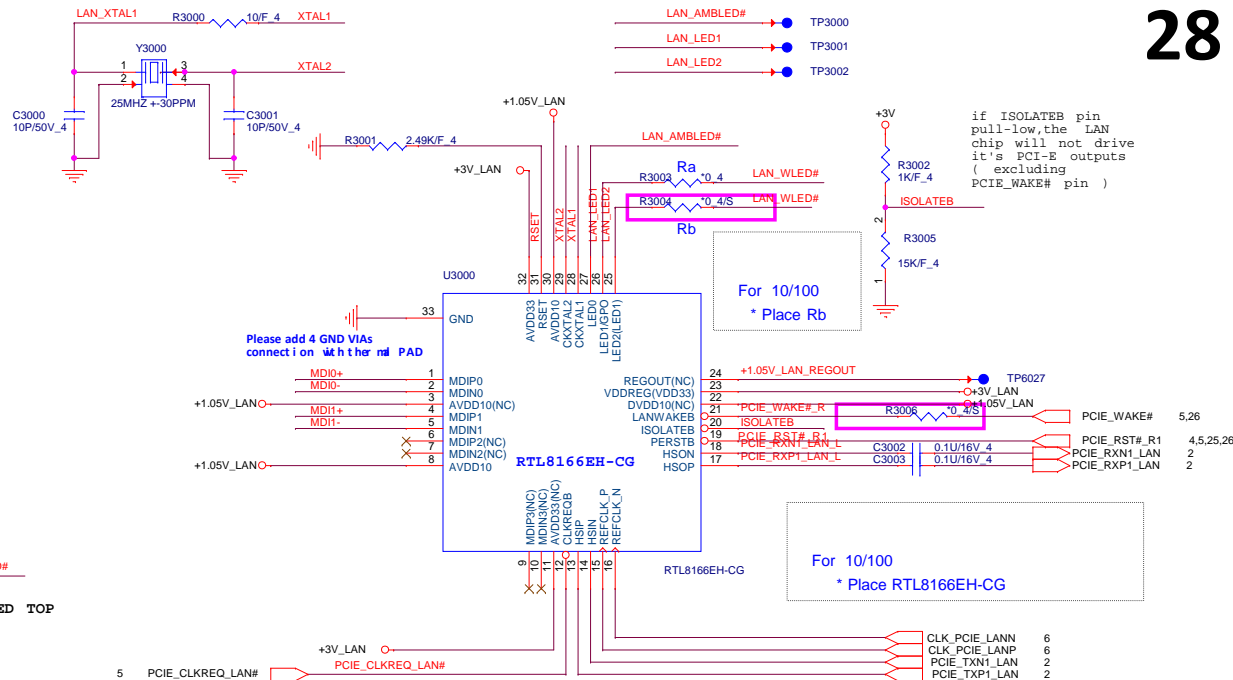 LAN_XTAL1
R3000
10/F_4
XTAL1
Y3000
1
2
3
4
XTAL2
25MHZ +-30PPM
C3000
10P/50V_4
C3001
10P/50V_4
LAN_AMBLED#
TP3000
LAN_LED1
TP3001
LAN_LED2
TP3002
28
+1.05V_LAN
R3001
2.49K/F_4
+3V_LAN
LAN_AMBLED#
Ra
R3003
*0_4
LAN_WLED#
R3004
*0_4/S
LAN_WLED#
Rb
RSET
XTAL2
XTAL1
LAN_LED1
LAN_LED2
+3V
R3002
1K/F_4
ISOLATEB
2
R3005
15K/F_4
1
if ISOLATEB pin
pull-low,the LAN
chip will not drive
it's PCI-E outputs
( excluding
PCIE_WAKE# pin )
For 10/100
* Place Rb
U3000
32
31
30
29
28
27
26
25
AVDD33
RSET
AVDD10
CKXTAL2
CKXTAL1
LED0
LED1/GPO
LED2(LED1)
33
GND
Please add 4 GND VIAs
connection with thermal PAD
MDI0+
1
MDIP0
MDI0-
2
MDIN0
+1.05V_LAN
3
AVDD10(NC)
MDI1+
4
MDIP1
MDI1-
5
MDIN1
6
MDIP2(NC)
7
MDIN2(NC)
+1.05V_LAN
8
AVDD10
RTL8166EH-CG
REGOUT(NC)
24
+1.05V_LAN_REGOUT
TP6027
VDDREG(VDD33)
23
+3V_LAN
DVDD10(NC)
22
+1.05V_LAN
LANWAKEB
21
PCIE_WAKE#_R
R3006
*0_4/S
PCIE_WAKE#
5,26
ISOLATEB
20
ISOLATEB
PERSTB
19
PCIE_RST#_R1
PCIE_RST#_R1
4,5,25,26
HSON
18
PCIE_RXN1_LAN_L
C3002
0.1U/16V_4
PCIE_RXN1_LAN
2
HSOP
17
PCIE_RXP1_LAN_L
C3003
0.1U/16V_4
PCIE_RXP1_LAN
2
MDIP3(NC)
MDIN3(NC)
AVDD33(NC)
CLKREQB
HSIP
HSIN
REFCLK_P
REFCLK_N
9
10
11
12
13
14
15
16
RTL8166EH-CG
For 10/100
* Place RTL8166EH-CG
#
ED TOP
+3V_LAN
5
PCIE_CLKREQ_LAN#
PCIE_CLKREQ_LAN#
CLK_PCIE_LANN
6
CLK_PCIE_LANP
6
PCIE_TXN1_LAN
2
PCIE_TXP1_LAN
2